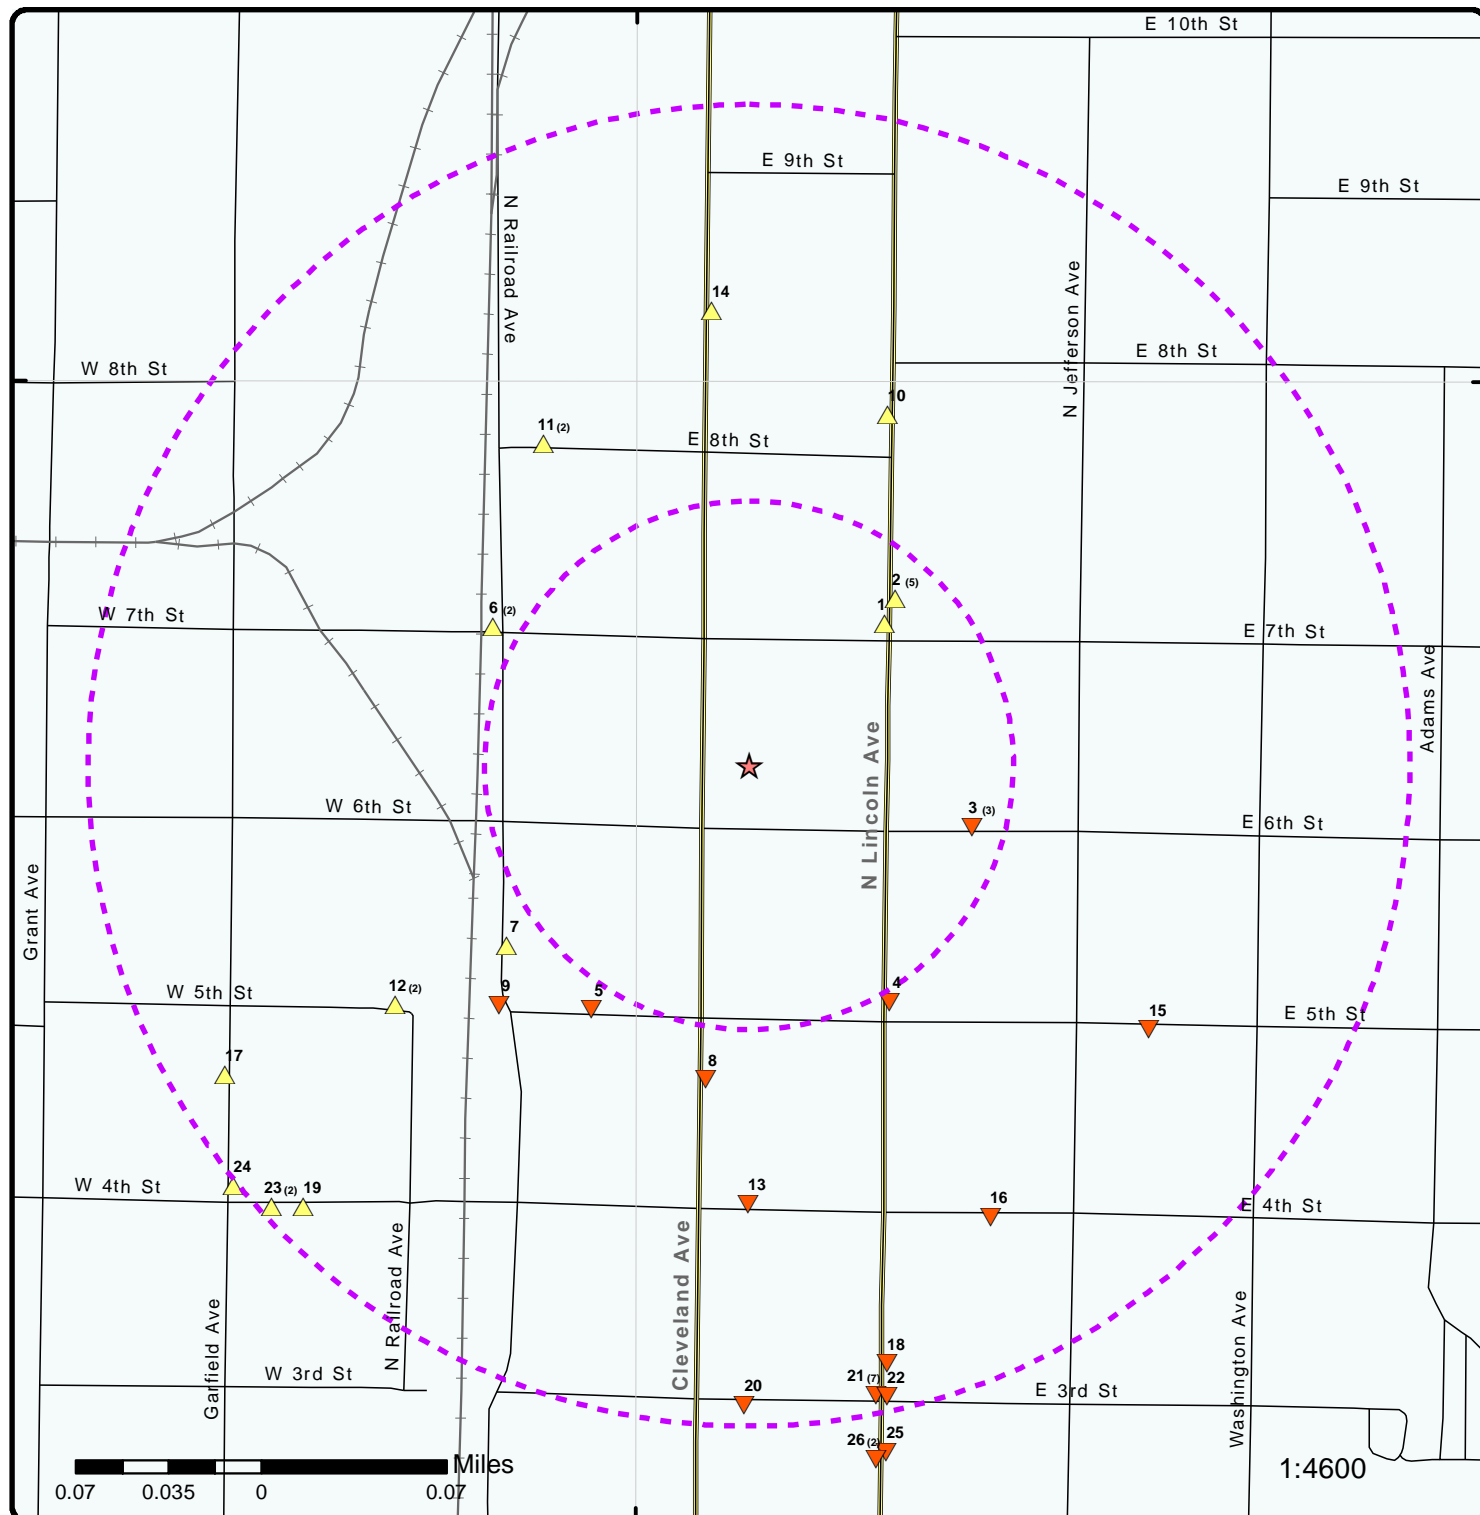 E 10th St
E 9th St
E 9th St
N Railroad Ave
N Jefferson Ave
14
E 8th St
W 8th St
10
11 (2)
E 8th St
2 (5)
1
6 (2)
W 7th St
E 7th St
Adams Ave
N Lincoln Ave
W 6th St
3 (3)
E 6th St
Grant Ave
7
W 5th St
12 (2)
9
5
4
15
E 5th St
17
8
24
23 (2)
19
W 4th St
13
16
E 4th St
Cleveland Ave
N Railroad Ave
Garfield Ave
Washington Ave
18
W 3rd St
21 (7)
22
20
E 3rd St
26 (2)
25
Miles
1:4600
0.07
0.035
0
0.07